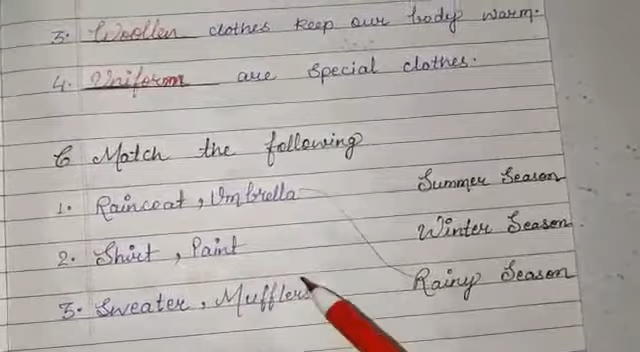 3. Woollen clothes keep our body warm.
4. Uniform are special clothes.
C Match the following
1. Raincoat, Umbrella Summer Season
2. Shirt, Paint Winter Season
3. Sweater, Mufflers Rainy Season